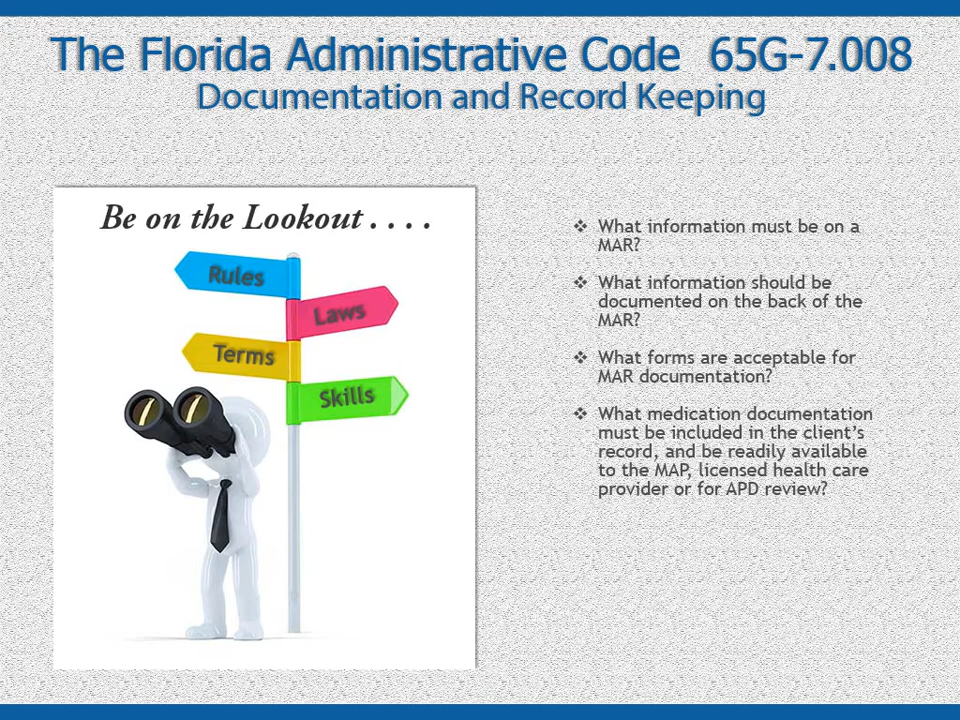 The Florida Administrative Code 65G-7.008
Documentation and Record Keeping
Be on the Lookout . . . .
Rules
Laws
Terms
Skills
❖ What information must be on a
MAR?
❖ What information should be
documented on the back of the
MAR?
❖ What forms are acceptable for
MAR documentation?
❖ What medication documentation
must be included in the client’s
record, and be readily available
to the MAP, licensed health care
provider or for APD review?